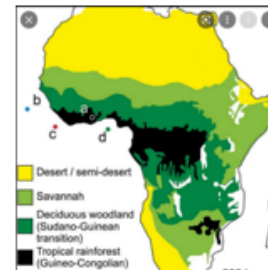 a
b
c
d
Desert / semi-desert
Savannah
Deciduous woodland
(Sudano-Guinean
transition)
Tropical rainforest
(Guineo-Congolian)